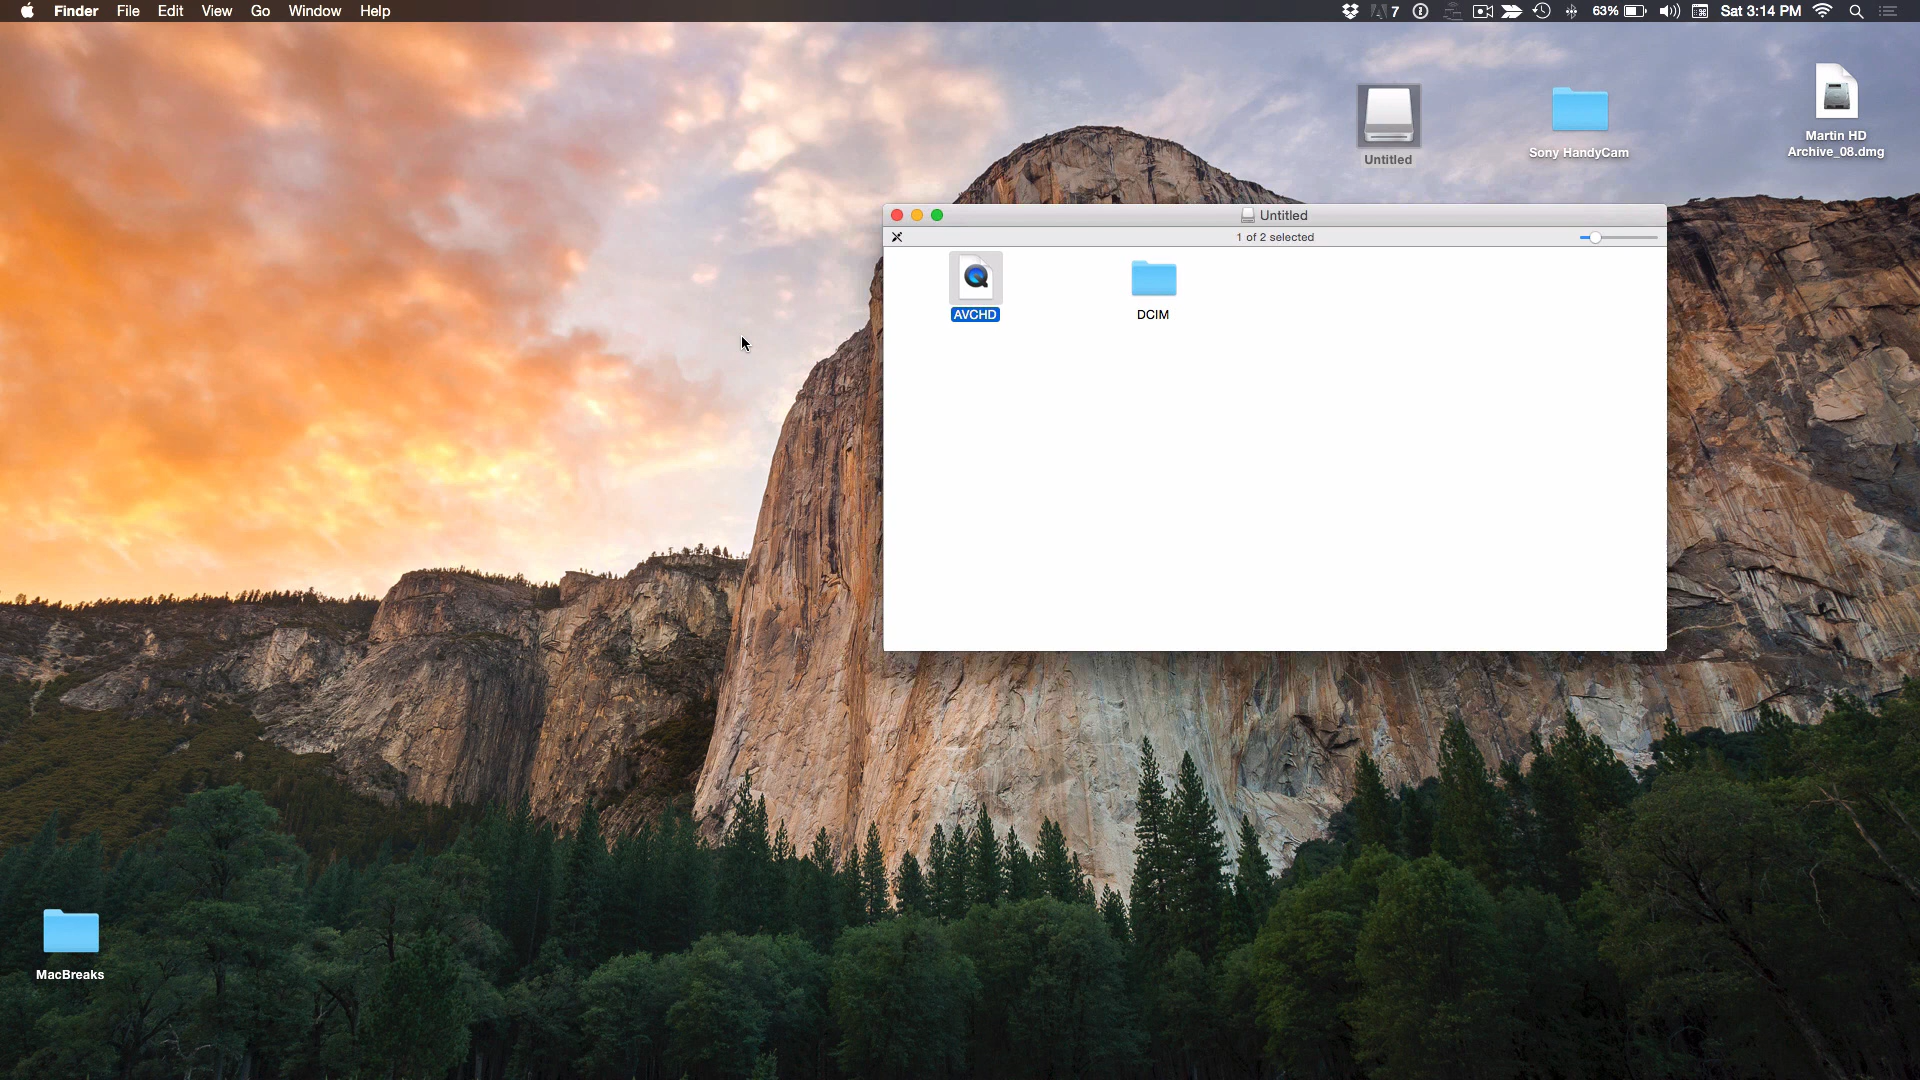 Finder File Edit View Go Window Help
7 63% Sat 3:14 PM
Untitled
Sony HandyCam
Martin HD
Archive_08.dmg
Untitled
1 of 2 selected
AVCHD
DCIM
MacBreaks